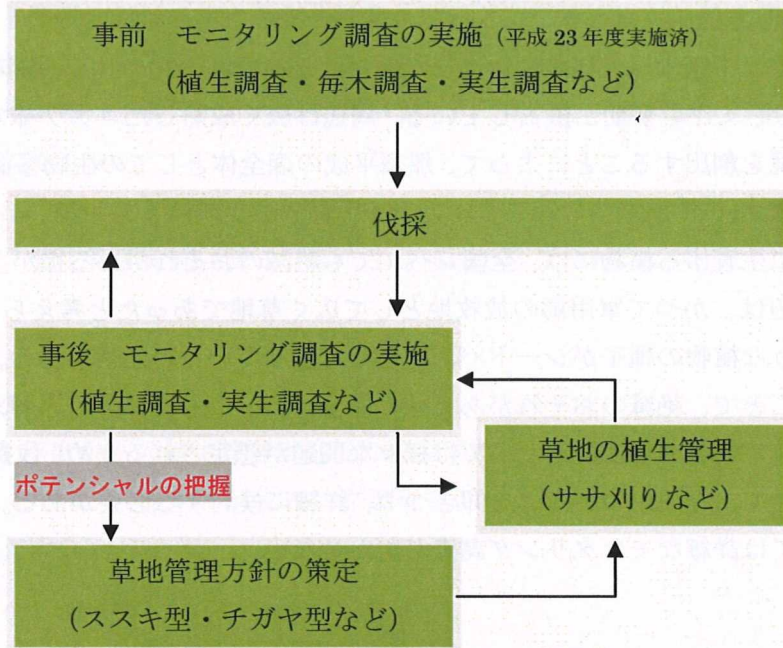 事前　モニタリング調査の実施（平成 23 年度実施済）
（植生調査・毎木調査・実生調査など）
伐採
事後　モニタリング調査の実施
（植生調査・実生調査など）
草地の植生管理
（ササ刈りなど）
ポテンシャルの把握
草地管理方針の策定
（ススキ型・チガヤ型など）